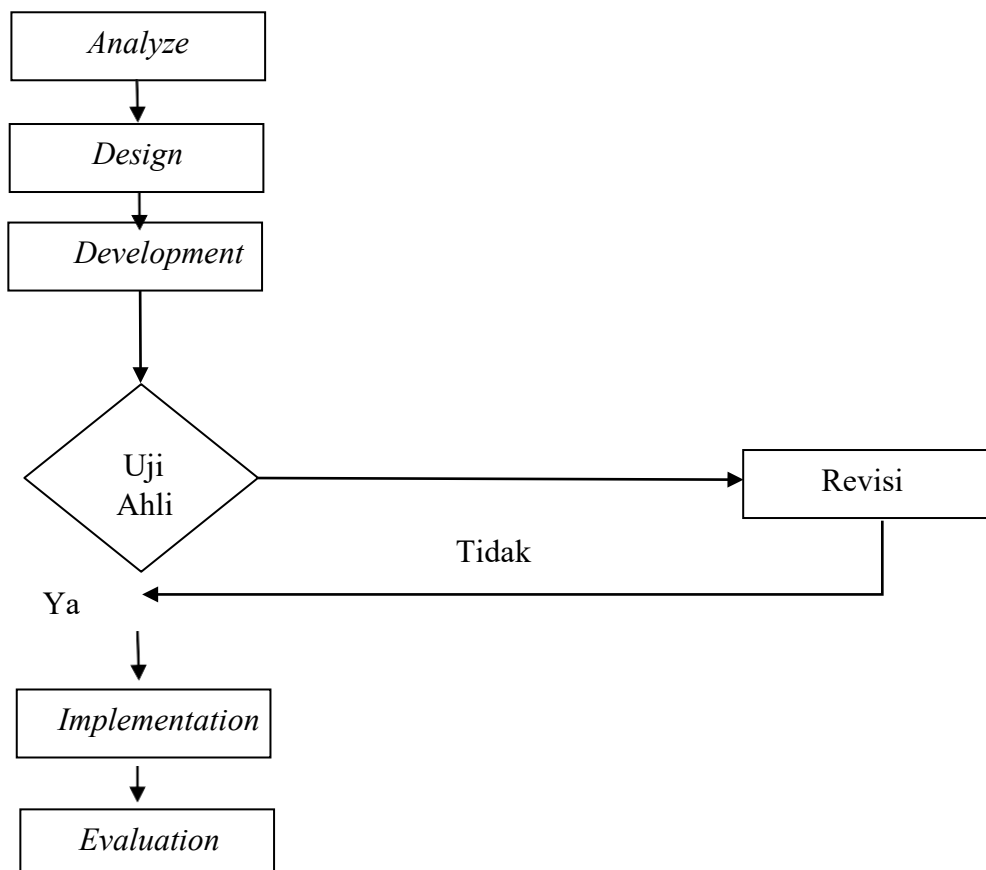 Analyze
Design
Development
Uji
Ahli
Revisi
Tidak
Ya
Implementation
Evaluation